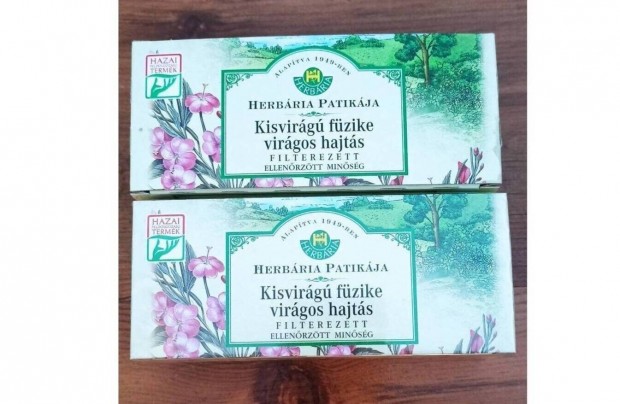 HAZAI
TERMÉK
ALAPÍTVA 1949-BEN
HERBÁRIA
HERBÁRIA PATIKÁJA
Kisvirágú füzike
virágos hajtás
FILTEREZETT
ELLENŐRZÖTT MINŐSÉG
HAZAI
TERMÉK
ALAPÍTVA 1949-BEN
HERBÁRIA
HERBÁRIA PATIKÁJA
Kisvirágú füzike
virágos hajtás
FILTEREZETT
ELLENŐRZÖTT MINŐSÉG